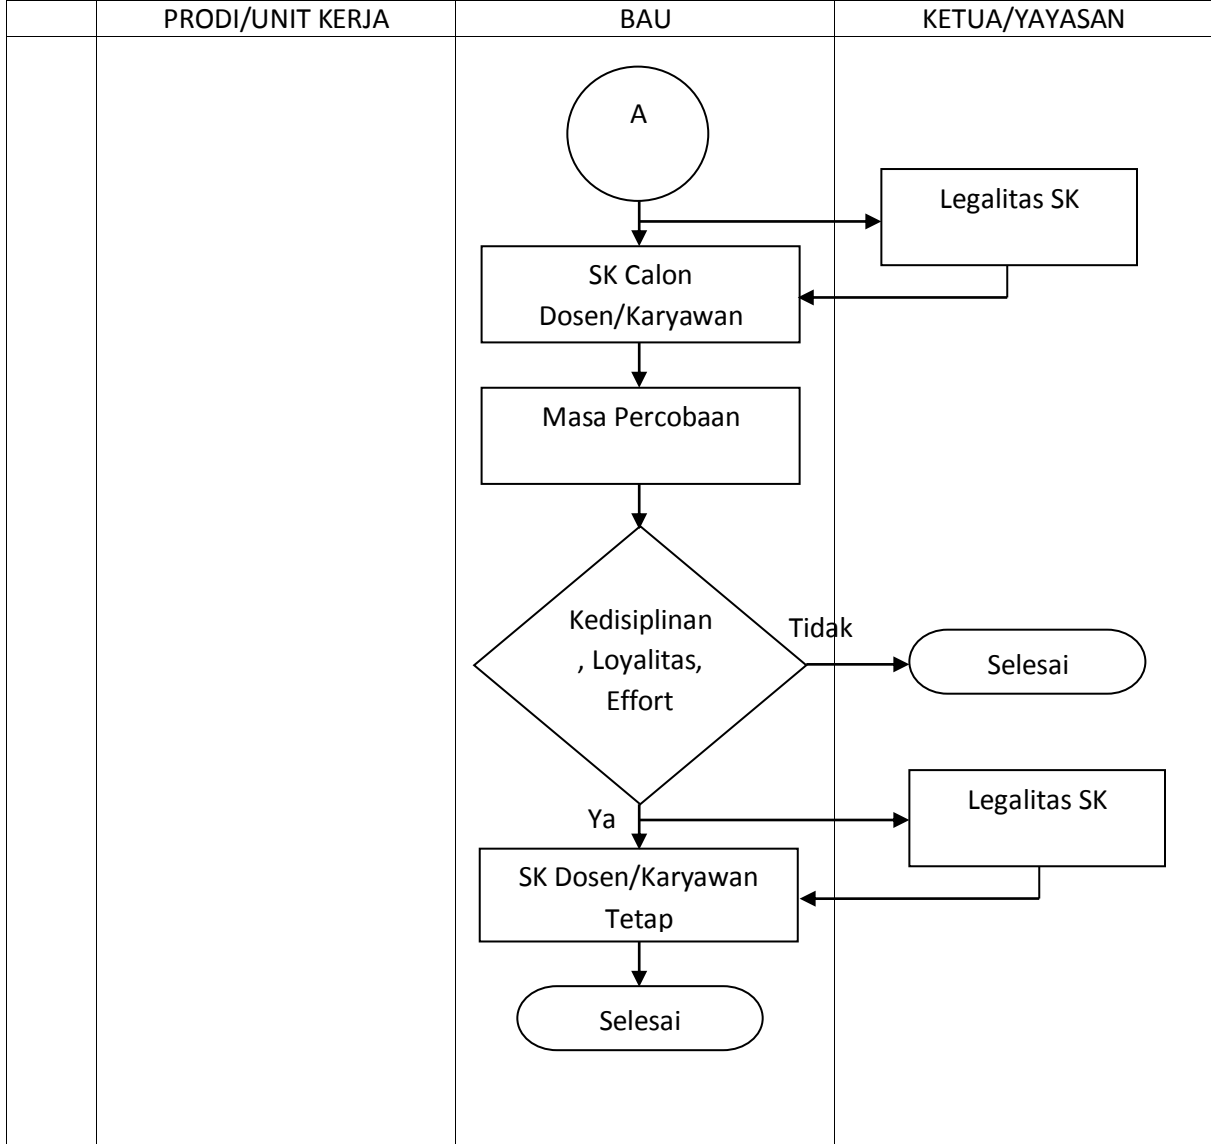 PRODI/UNIT KERJA
BAU
KETUA/YAYASAN
A
Legalitas SK
SK Calon
Dosen/Karyawan
Masa Percobaan
Kedisiplinan
, Loyalitas,
Effort
Tidak
Selesai
Ya
Legalitas SK
SK Dosen/Karyawan
Tetap
Selesai